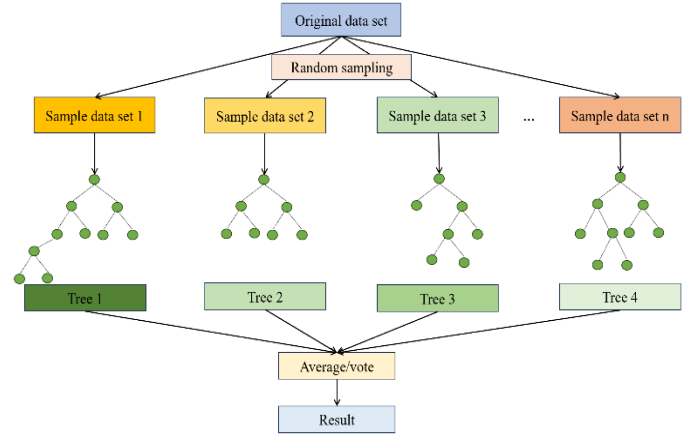 Original data set
Random sampling
Sample data set 1
Sample data set 2
Sample data set 3
...
Sample data set n
Tree 1
Tree 2
Tree 3
Tree 4
Average/vote
Result